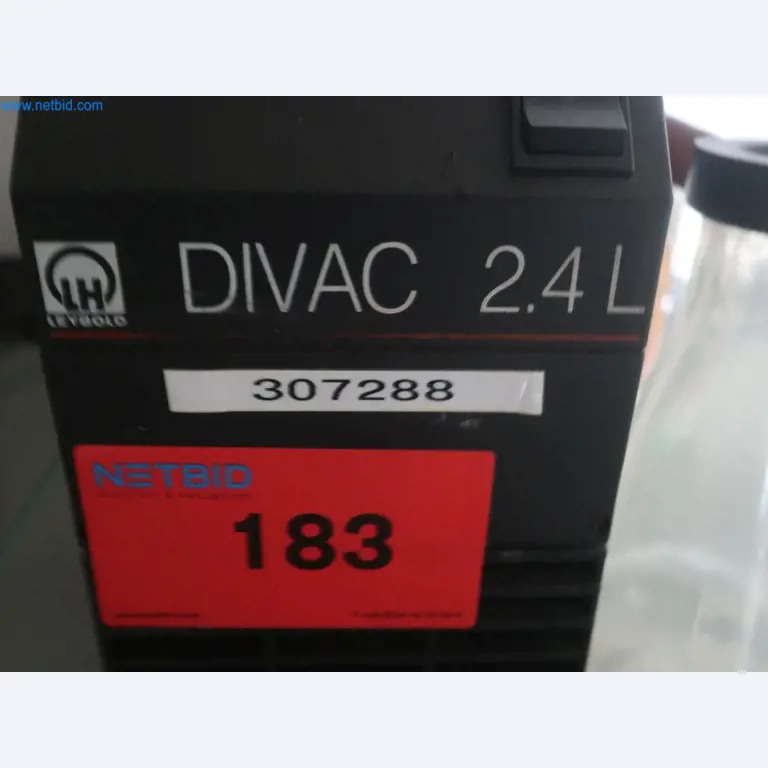 www.netbid.com
LH
LEYBOLD
DIVAC 2.4 L
307288
NETBID
183